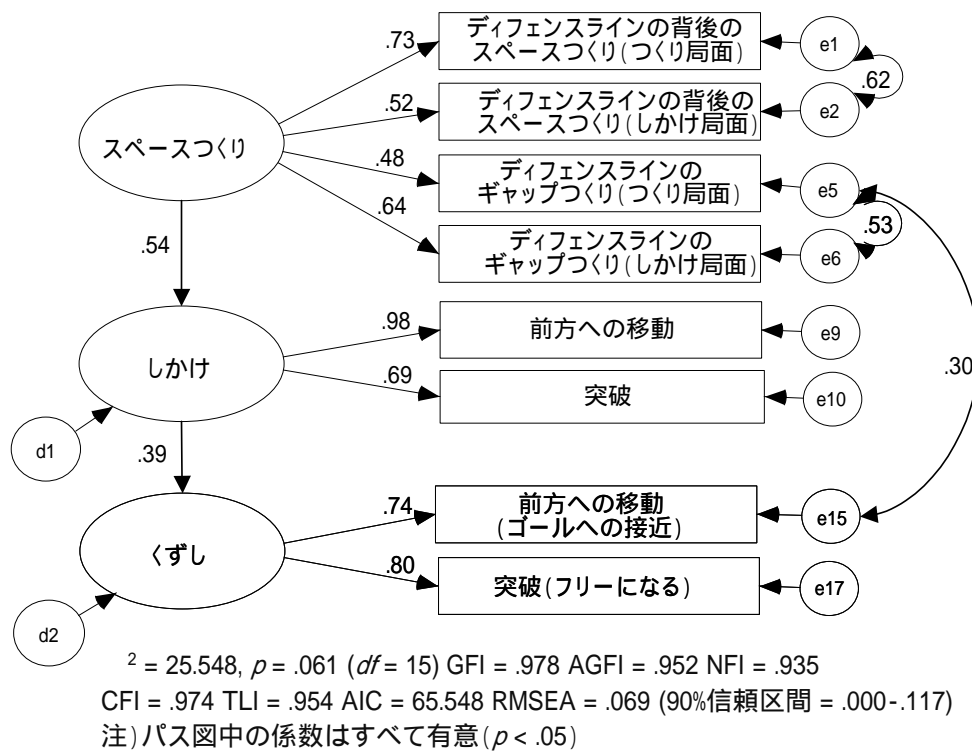 ディフェンスラインの背後の
スペースつくり(つくり局面)
.73
e1
.62
ディフェンスラインの背後の
スペースつくり(しかけ局面)
.52
e2
スペースつくり
ディフェンスラインの
ギャップつくり(つくり局面)
.48
e5
.64
.53
ディフェンスラインの
ギャップつくり(しかけ局面)
e6
.54
.98
前方への移動
e9
しかけ
.30
.69
突破
e10
d1
.39
.74
前方への移動
(ゴールへの接近)
e15
くずし
.80
突破(フリーになる)
e17
d2
2 = 25.548, p = .061 (df = 15) GFI = .978 AGFI = .952 NFI = .935
CFI = .974 TLI = .954 AIC = 65.548 RMSEA = .069 (90%信頼区間 = .000-.117)
注)パス図中の係数はすべて有意(p < .05)